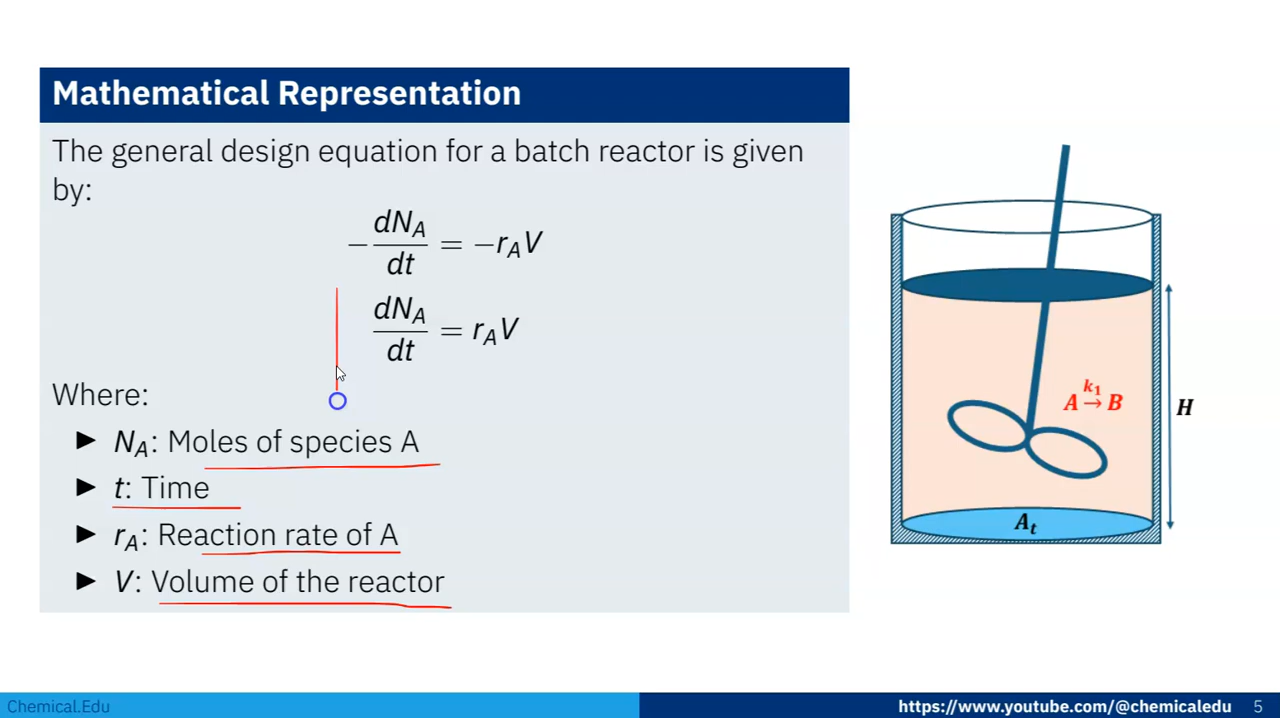 Mathematical Representation
The general design equation for a batch reactor is given
by:
− dN_A/dt = −r_A V
dN_A/dt = r_A V
Where:
▶ N_A: Moles of species A
▶ t: Time
▶ r_A: Reaction rate of A
▶ V: Volume of the reactor
A →^{k_1} B
H
A_t
Chemical.Edu
https://www.youtube.com/@chemicaledu 5